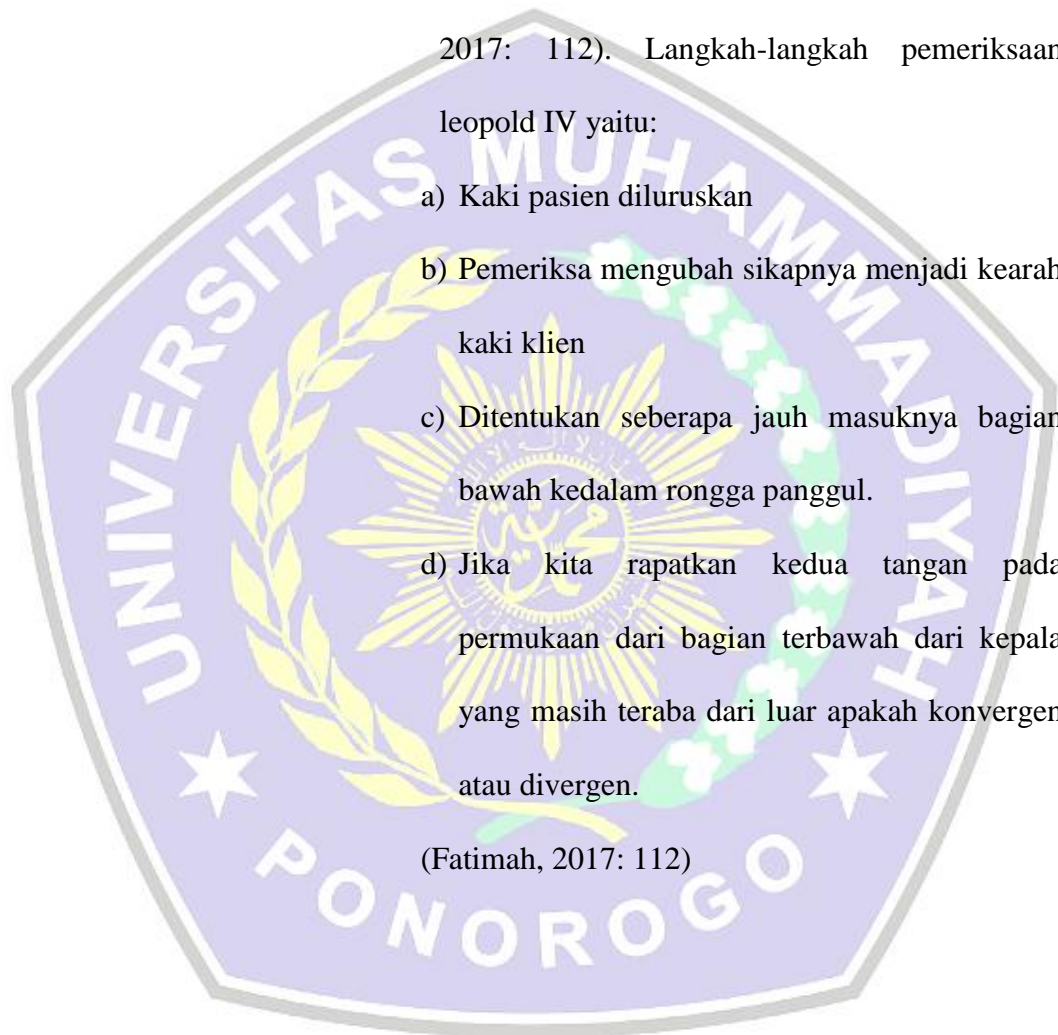 2017: 112). Langkah-langkah pemeriksaan
leopold IV yaitu:
a) Kaki pasien diluruskan
b) Pemeriksa mengubah sikapnya menjadi kearah
kaki klien
c) Ditentukan seberapa jauh masuknya bagian
bawah kedalam rongga panggul.
d) Jika kita rapatkan kedua tangan pada
permukaan dari bagian terbawah dari kepala
yang masih teraba dari luar apakah konvergen
atau divergen.
(Fatimah, 2017: 112)
UNIVERSITAS MUHAMMADIYAH
PONOROGO